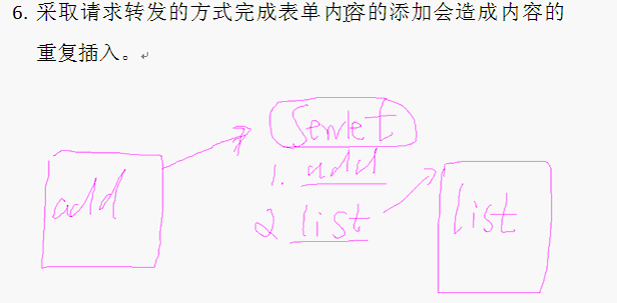 6. 采取请求转发的方式完成表单内容的添加会造成内容的
重复插入。
Servlet
1. add
2 list
add
list